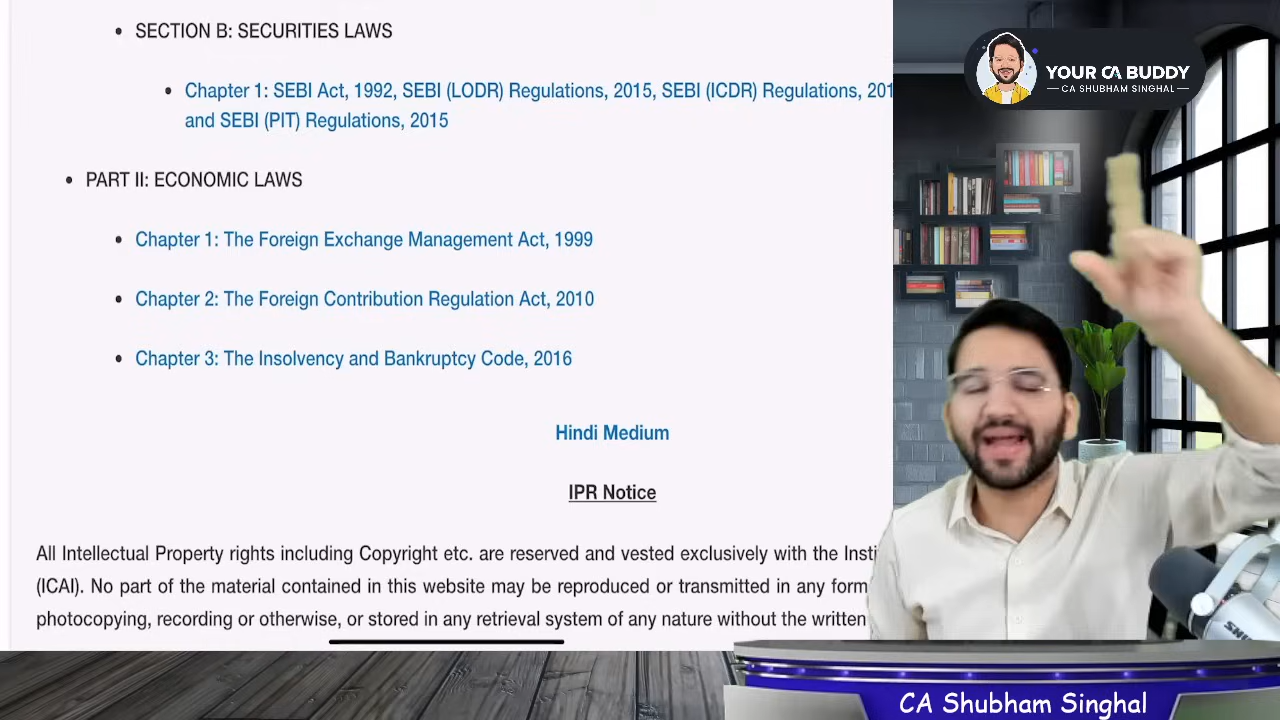 SECTION B: SECURITIES LAWS
Chapter 1: SEBI Act, 1992, SEBI (LODR) Regulations, 2015, SEBI (ICDR) Regulations, 201
and SEBI (PIT) Regulations, 2015
PART II: ECONOMIC LAWS
Chapter 1: The Foreign Exchange Management Act, 1999
Chapter 2: The Foreign Contribution Regulation Act, 2010
Chapter 3: The Insolvency and Bankruptcy Code, 2016
Hindi Medium
IPR Notice
All Intellectual Property rights including Copyright etc. are reserved and vested exclusively with the Insti
(ICAI). No part of the material contained in this website may be reproduced or transmitted in any form
photocopying, recording or otherwise, or stored in any retrieval system of any nature without the written
YOUR CA BUDDY
CA SHUBHAM SINGHAL
CA Shubham Singhal